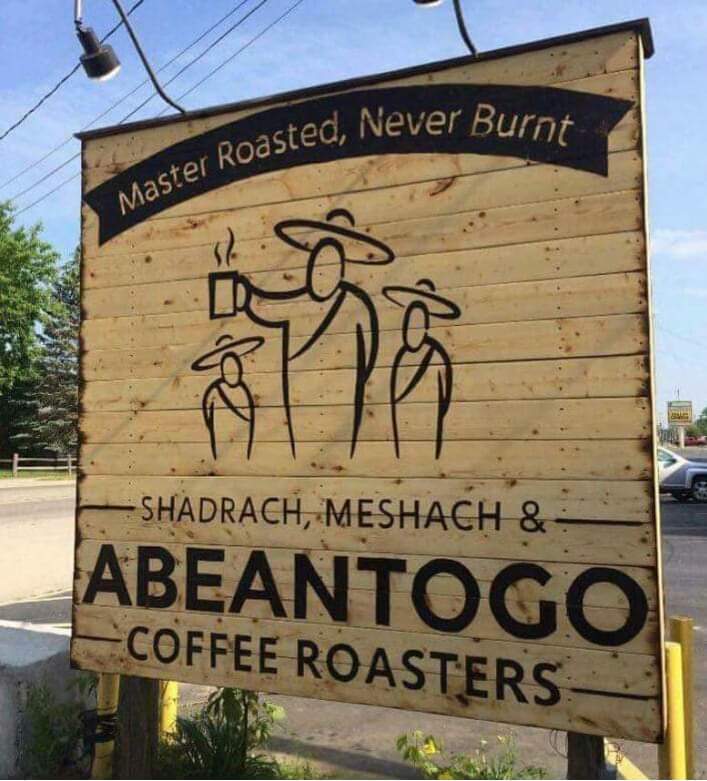 Master Roasted, Never Burnt
SHADRACH, MESHACH &
ABEANTOGO
COFFEE ROASTERS